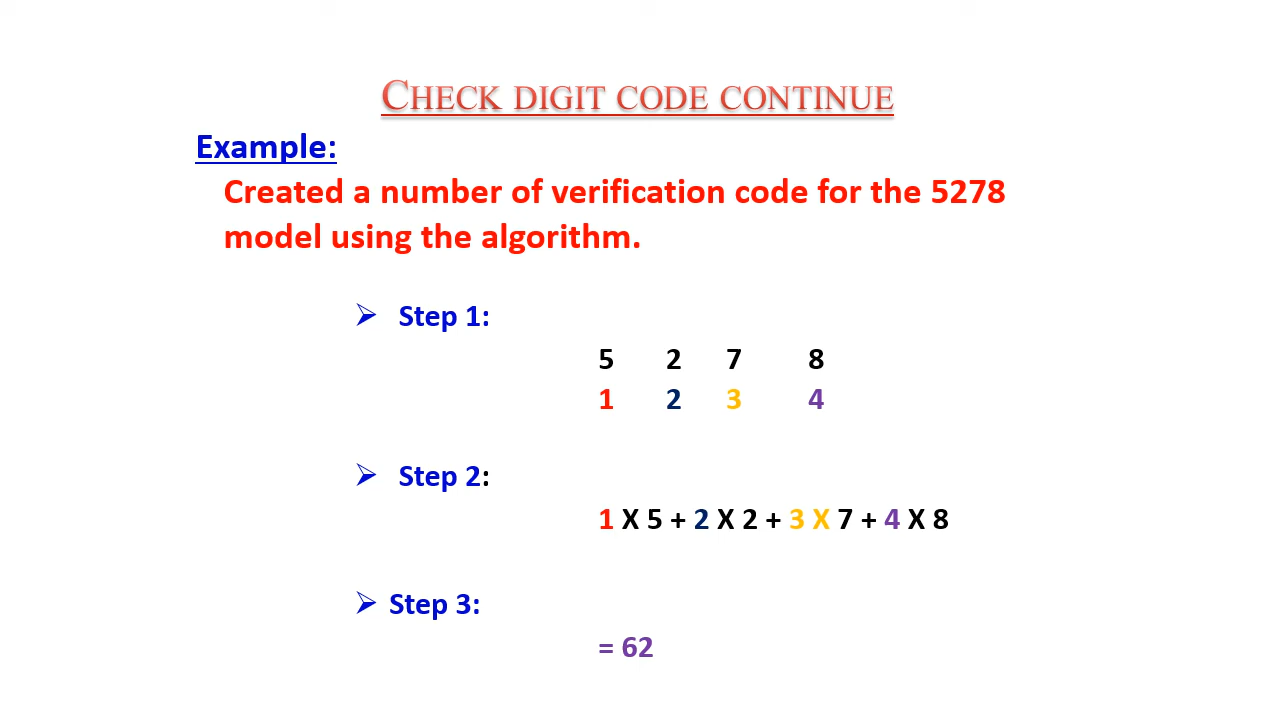 CHECK DIGIT CODE CONTINUE
Example:
Created a number of verification code for the 5278
model using the algorithm.
➢ Step 1:
5 2 7 8
1 2 3 4
➢ Step 2:
1 X 5 + 2 X 2 + 3 X 7 + 4 X 8
➢ Step 3:
= 62